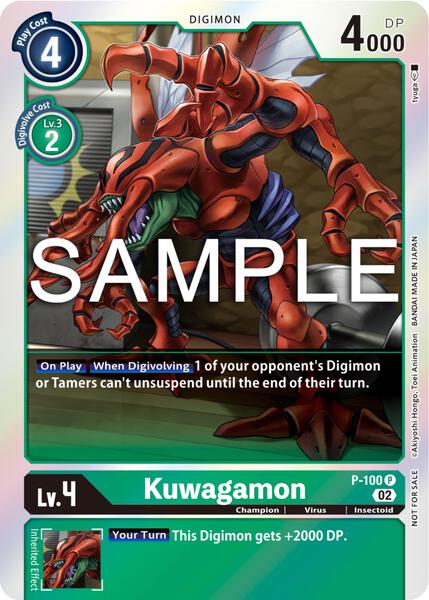 Play Cost
4
DIGIMON
DP
4000
Digivolve Cost
Lv.3
2
tyuga
SAMPLE
On Play When Digivolving 1 of your opponent's Digimon
or Tamers can't unsuspend until the end of their turn.
©Akiyoshi Hongo, Toei Animation BANDAI MADE IN JAPAN
NOT FOR SALE
Lv.4
Kuwagamon
P-100 P
02
Champion Virus Insectoid
Inherited Effect
Your Turn This Digimon gets +2000 DP.